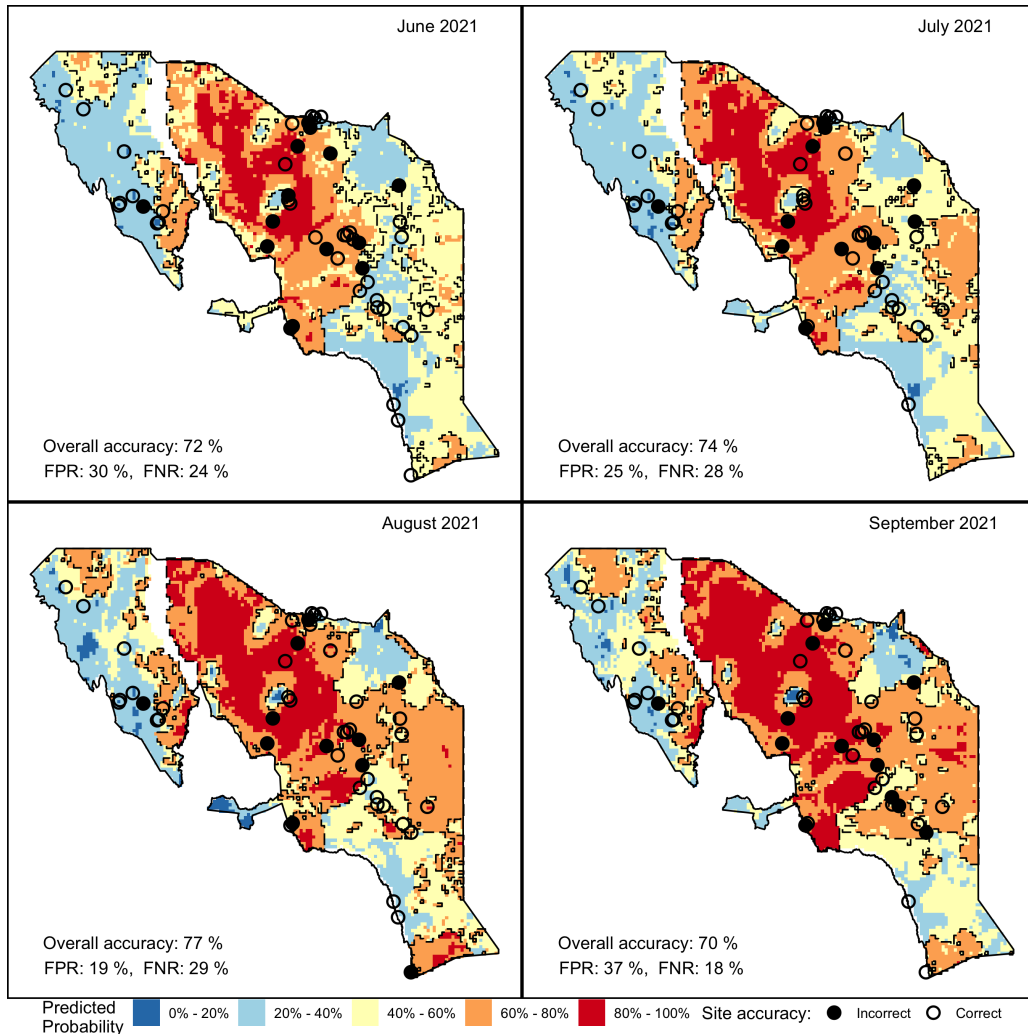 June 2021
Overall accuracy: 72 %
FPR: 30 %, FNR: 24 %
July 2021
Overall accuracy: 74 %
FPR: 25 %, FNR: 28 %
August 2021
Overall accuracy: 77 %
FPR: 19 %, FNR: 29 %
September 2021
Overall accuracy: 70 %
FPR: 37 %, FNR: 18 %
Predicted
Probability
0% - 20%
20% - 40%
40% - 60%
60% - 80%
80% - 100%
Site accuracy:
Incorrect
Correct